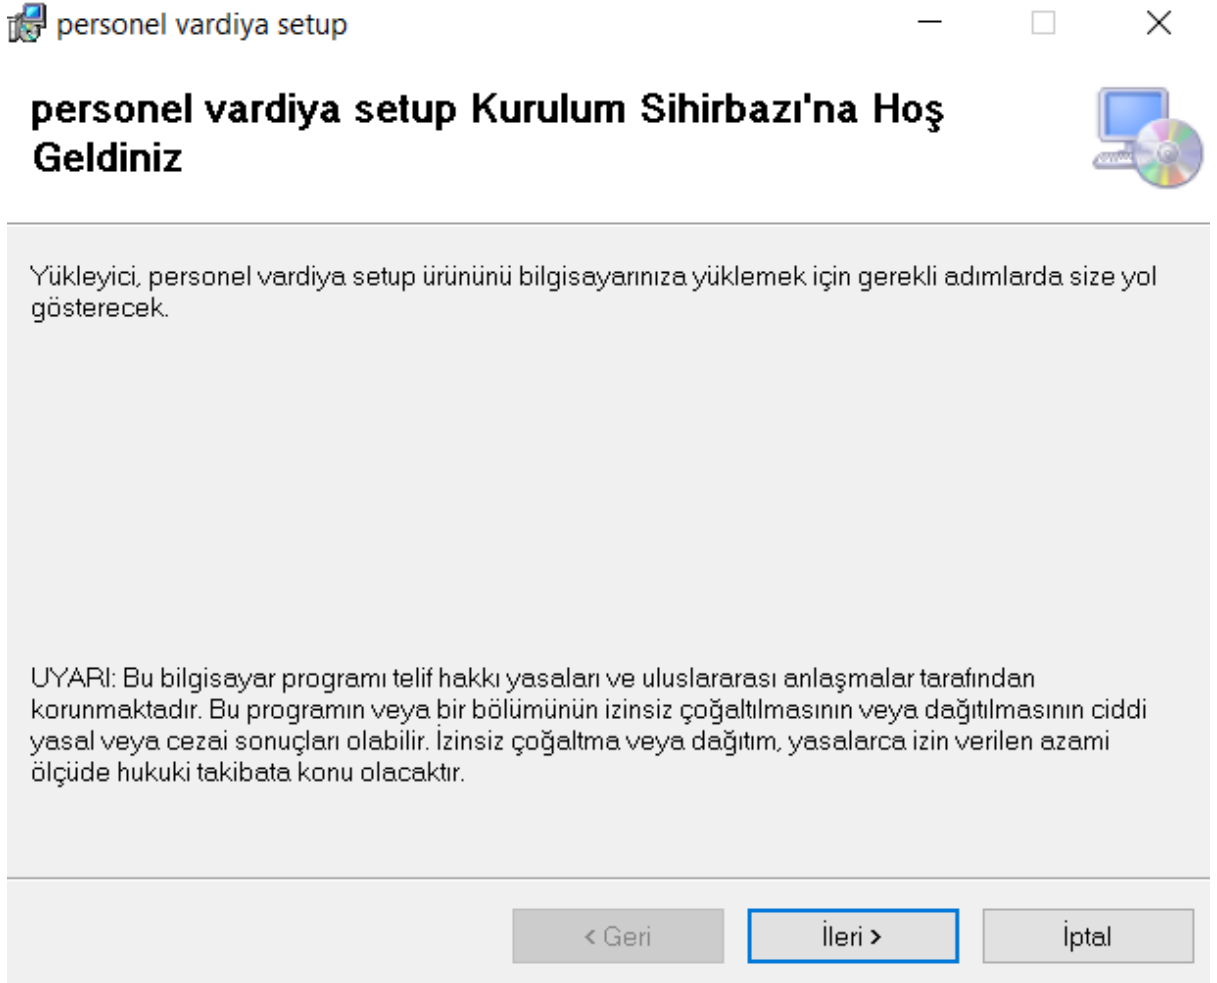 personel vardiya setup
personel vardiya setup Kurulum Sihirbazı'na Hoş
Geldiniz
Yükleyici, personel vardiya setup ürününü bilgisayarınıza yüklemek için gerekli adımlarda size yol
gösterecek.
UYARI: Bu bilgisayar programı telif hakkı yasaları ve uluslararası anlaşmalar tarafından
korunmaktadır. Bu programın veya bir bölümünün izinsiz çoğaltılmasının veya dağıtılmasının ciddi
yasal veya cezai sonuçları olabilir. İzinsiz çoğaltma veya dağıtım, yasalarca izin verilen azami
ölçüde hukuki takibata konu olacaktır.
< Geri
İleri >
İptal